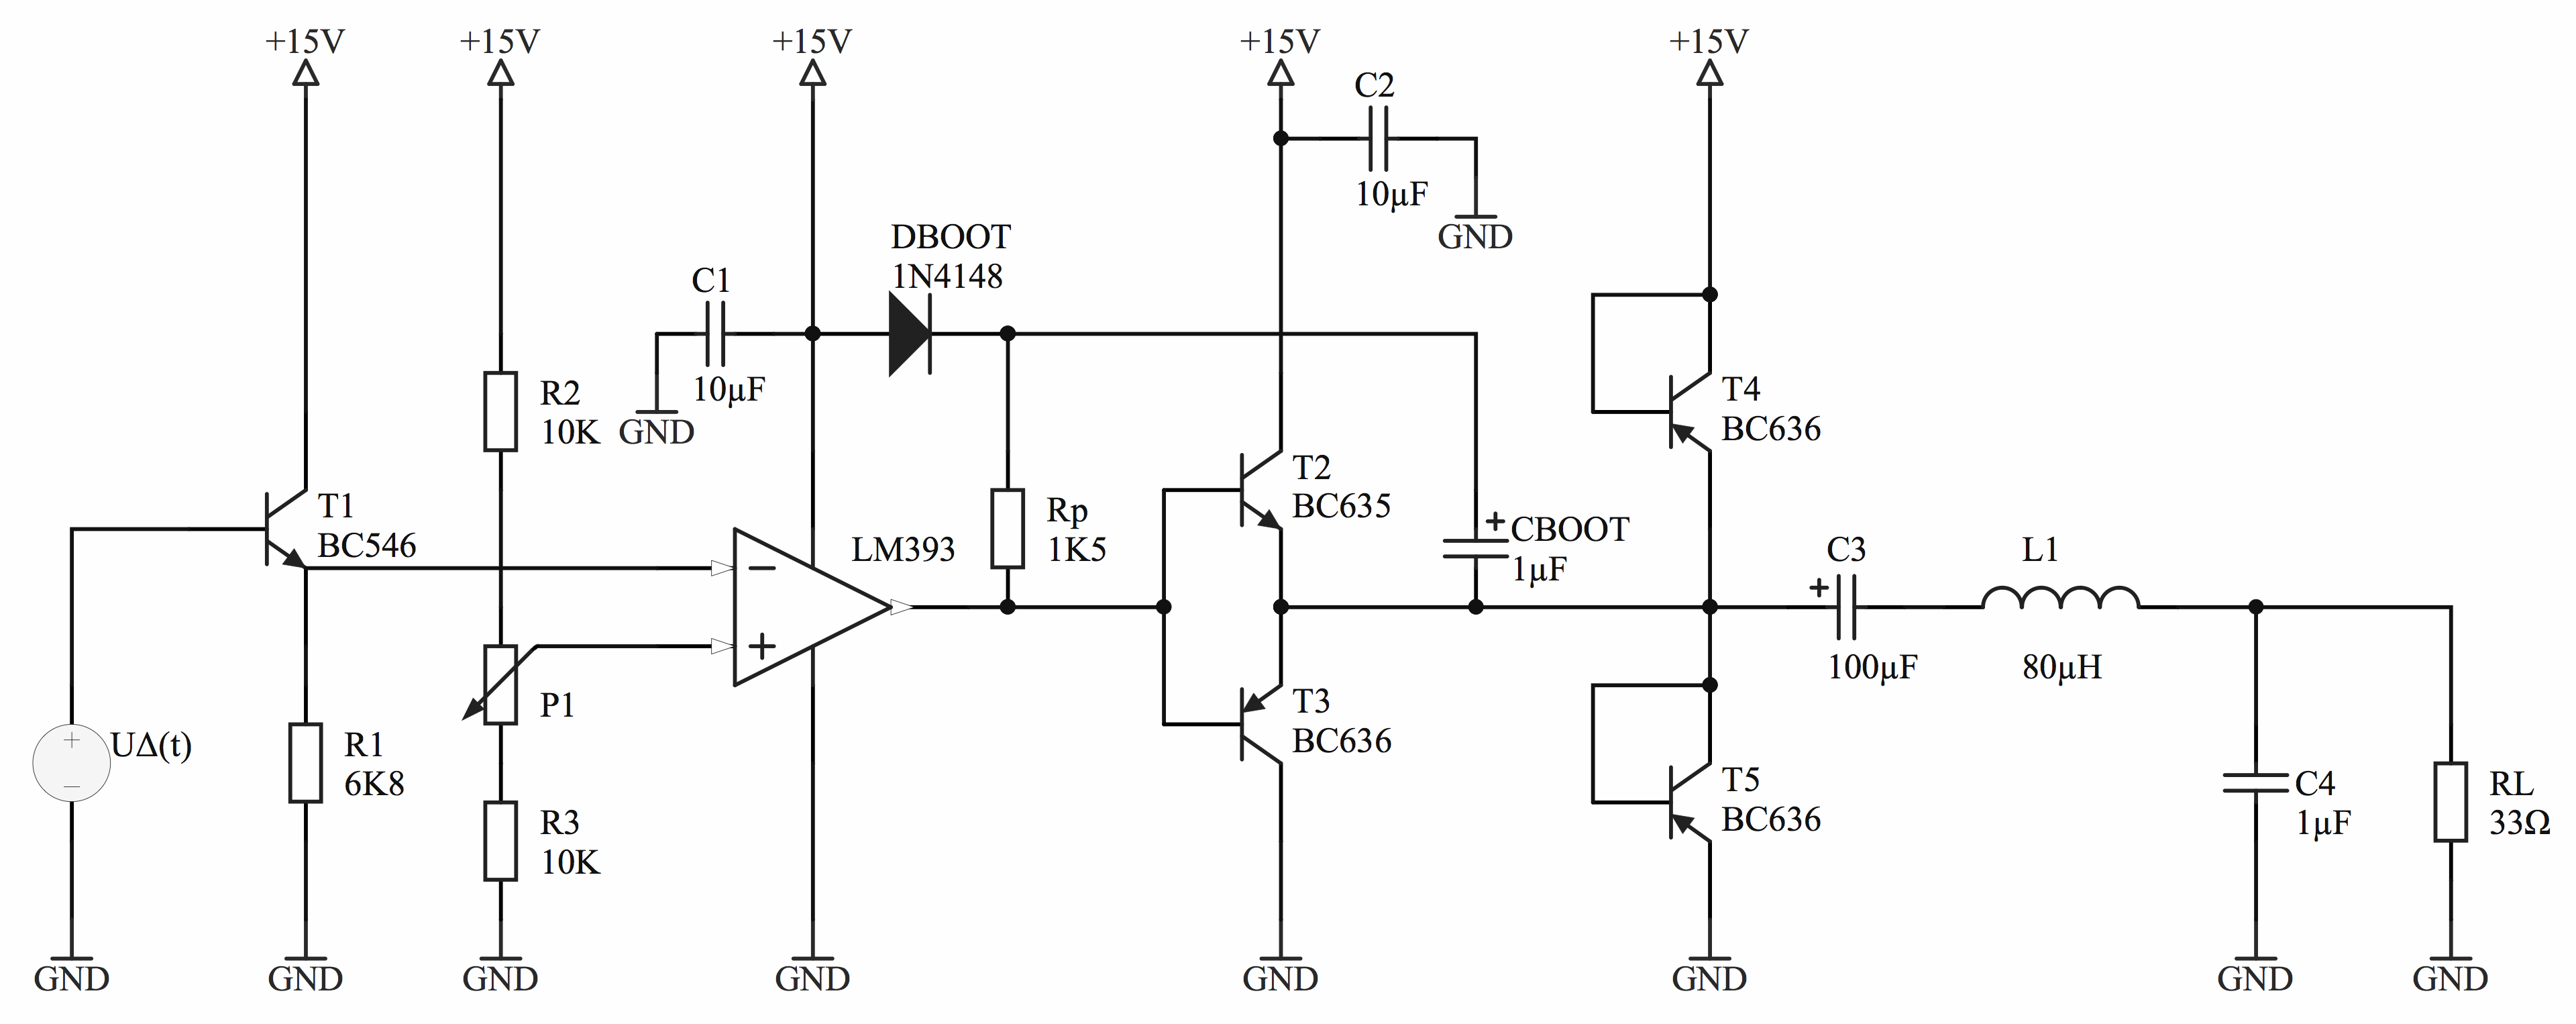 +15V
+15V
+15V
+15V
+15V
C2
10µF
GND
DBOOT
1N4148
C1
10µF
GND
R2
10K
T4
BC636
T2
BC635
T1
BC546
LM393
Rp
1K5
+
CBOOT
1µF
−
+
+
C3
100µF
L1
80µH
P1
T3
BC636
+
−
UΔ(t)
R1
6K8
R3
10K
T5
BC636
C4
1µF
RL
33Ω
GND
GND
GND
GND
GND
GND
GND
GND